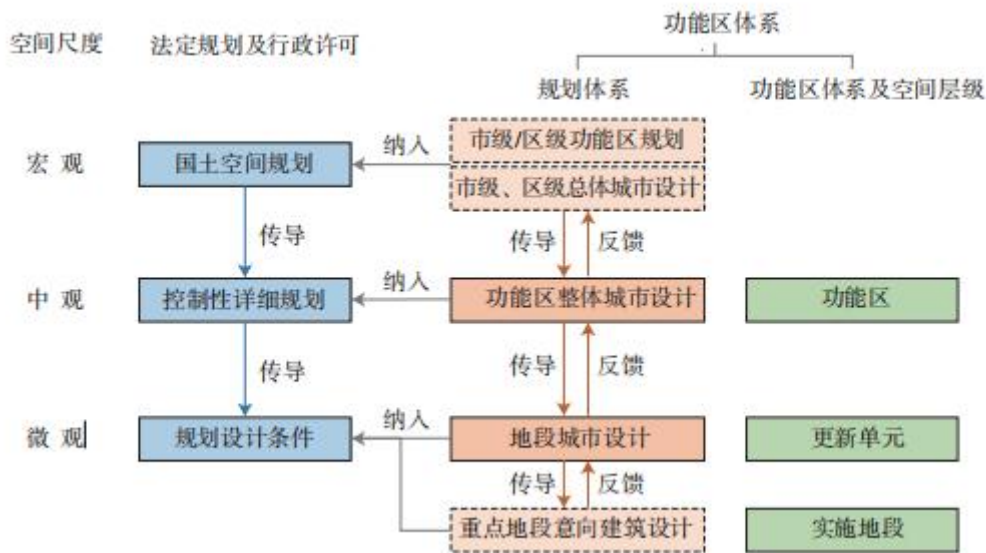 功能区体系
空间尺度
法定规划及行政许可
规划体系
功能区体系及空间层级
市级/区级功能区规划
纳入
宏 观
国土空间规划
市级、区级总体城市设计
传导
传导
反馈
纳入
中 观
控制性详细规划
功能区整体城市设计
功能区
传导
传导
反馈
纳入
微 观
规划设计条件
地段城市设计
更新单元
传导
反馈
重点地段意向建筑设计
实施地段